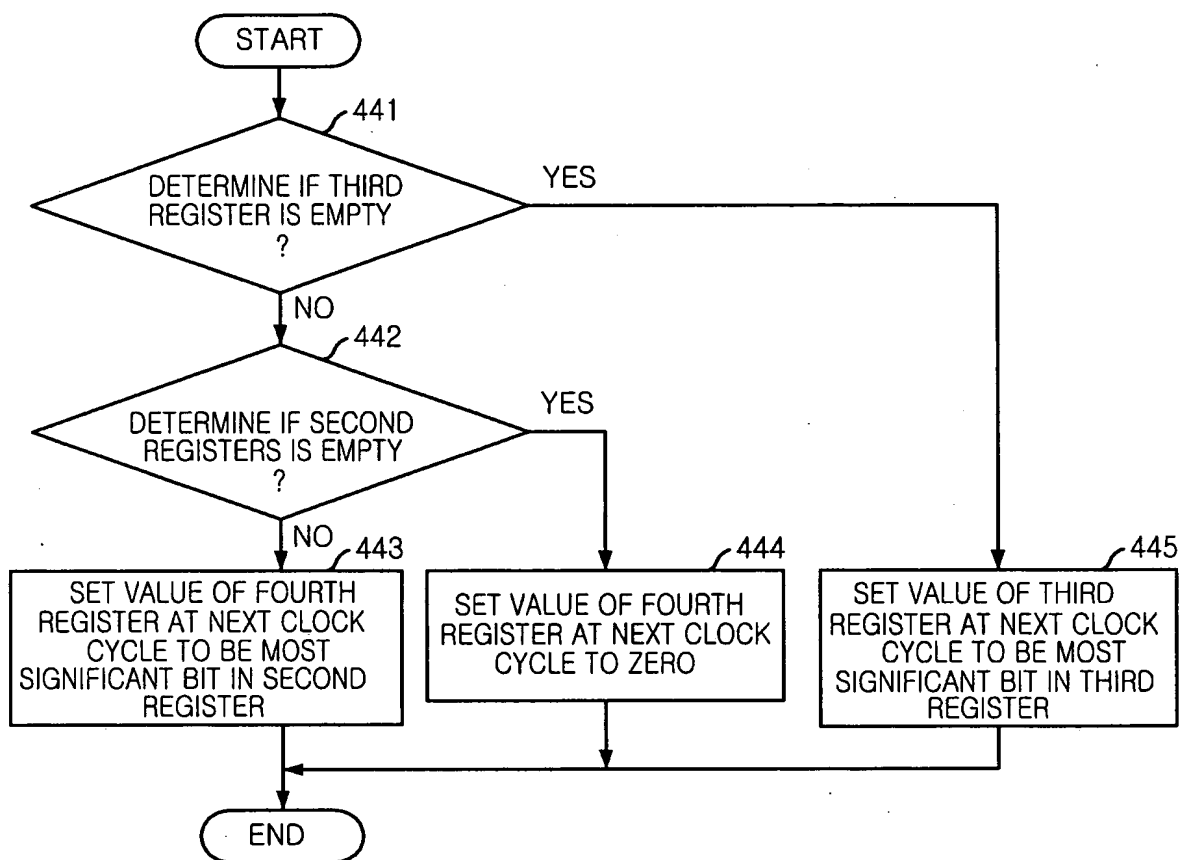 START
441
DETERMINE IF THIRD
REGISTER IS EMPTY
?
YES
NO
442
DETERMINE IF SECOND
REGISTERS IS EMPTY
?
YES
NO
443
SET VALUE OF FOURTH
REGISTER AT NEXT CLOCK
CYCLE TO BE MOST
SIGNIFICANT BIT IN SECOND
REGISTER
444
SET VALUE OF FOURTH
REGISTER AT NEXT CLOCK
CYCLE TO ZERO
445
SET VALUE OF THIRD
REGISTER AT NEXT CLOCK
CYCLE TO BE MOST
SIGNIFICANT BIT IN THIRD
REGISTER
END